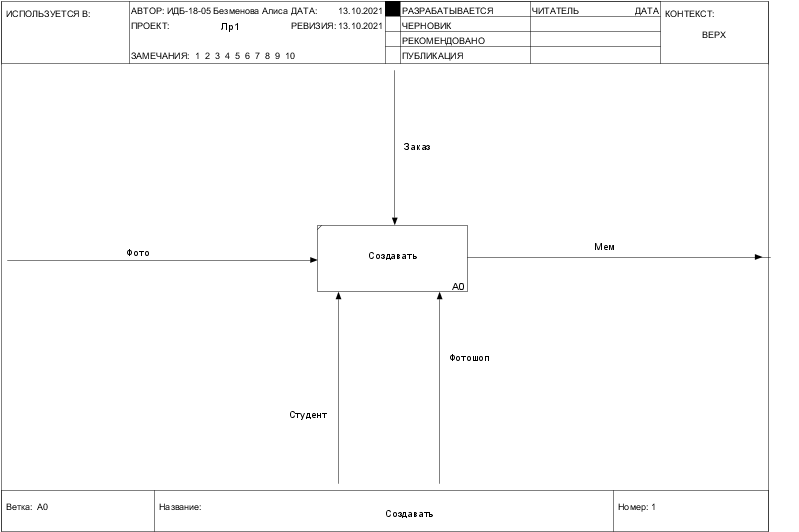 ИСПОЛЬЗУЕТСЯ В:
АВТОР: ИДБ-18-05 Безменова Алиса ДАТА: 13.10.2021
РАЗРАБАТЫВАЕТСЯ
ЧИТАТЕЛЬ ДАТА
КОНТЕКСТ:
ПРОЕКТ: Лр1 РЕВИЗИЯ: 13.10.2021
ЧЕРНОВИК
ВЕРХ
РЕКОМЕНДОВАНО
ЗАМЕЧАНИЯ: 1 2 3 4 5 6 7 8 9 10
ПУБЛИКАЦИЯ
Заказ
Фото
Создавать
Мем
A0
Фотошоп
Студент
Ветка: A0
Название:
Создавать
Номер: 1